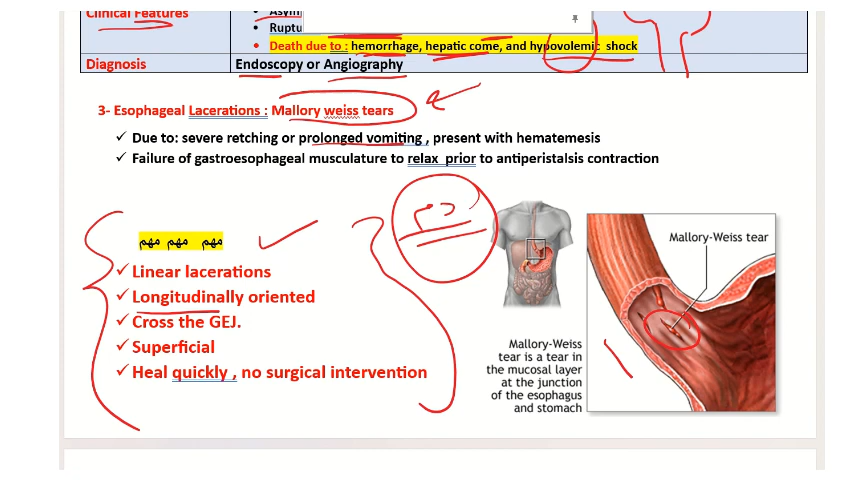 Clinical Features
Asym
Ruptu
Death due to : hemorrhage, hepatic come, and hypovolemic shock
Diagnosis
Endoscopy or Angiography
3- Esophageal Lacerations : Mallory weiss tears
Due to: severe retching or prolonged vomiting , present with hematemesis
Failure of gastroesophageal musculature to relax prior to antiperistalsis contraction
مهم مهم مهم
Linear lacerations
Longitudinally oriented
Cross the GEJ.
Superficial
Heal quickly , no surgical intervention
Mallory-Weiss tear
Mallory-Weiss
tear is a tear in
the mucosal layer
at the junction
of the esophagus
and stomach